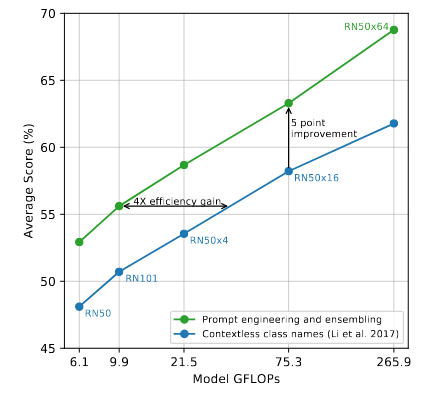 70
65
60
55
50
45
Average Score (%)
RN50x64
5 point
improvement
4X efficiency gain
RN50x16
RN50x4
RN101
RN50
Prompt engineering and ensembling
Contextless class names (Li et al. 2017)
6.1 9.9 21.5 75.3 265.9
Model GFLOPs